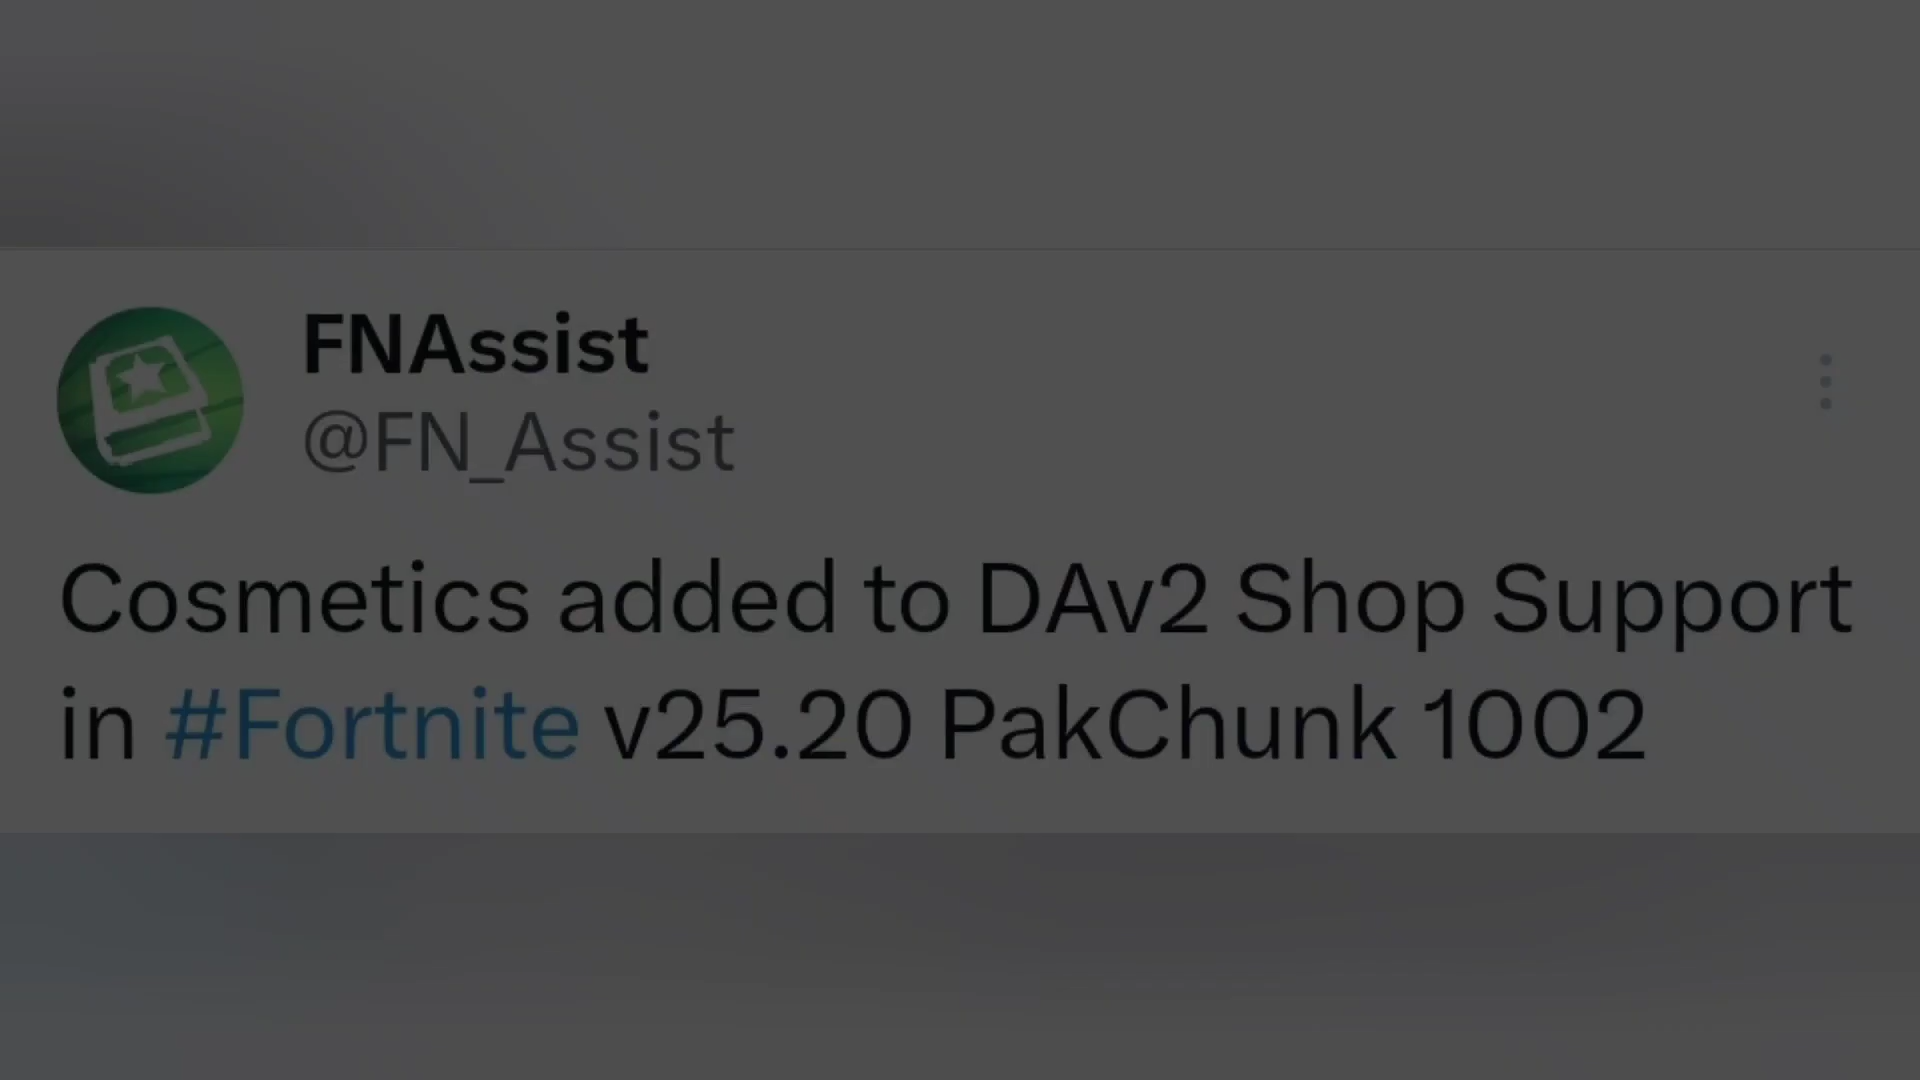 FNAssist
@FN_Assist
Cosmetics added to DAv2 Shop Support
in #Fortnite v25.20 PakChunk 1002